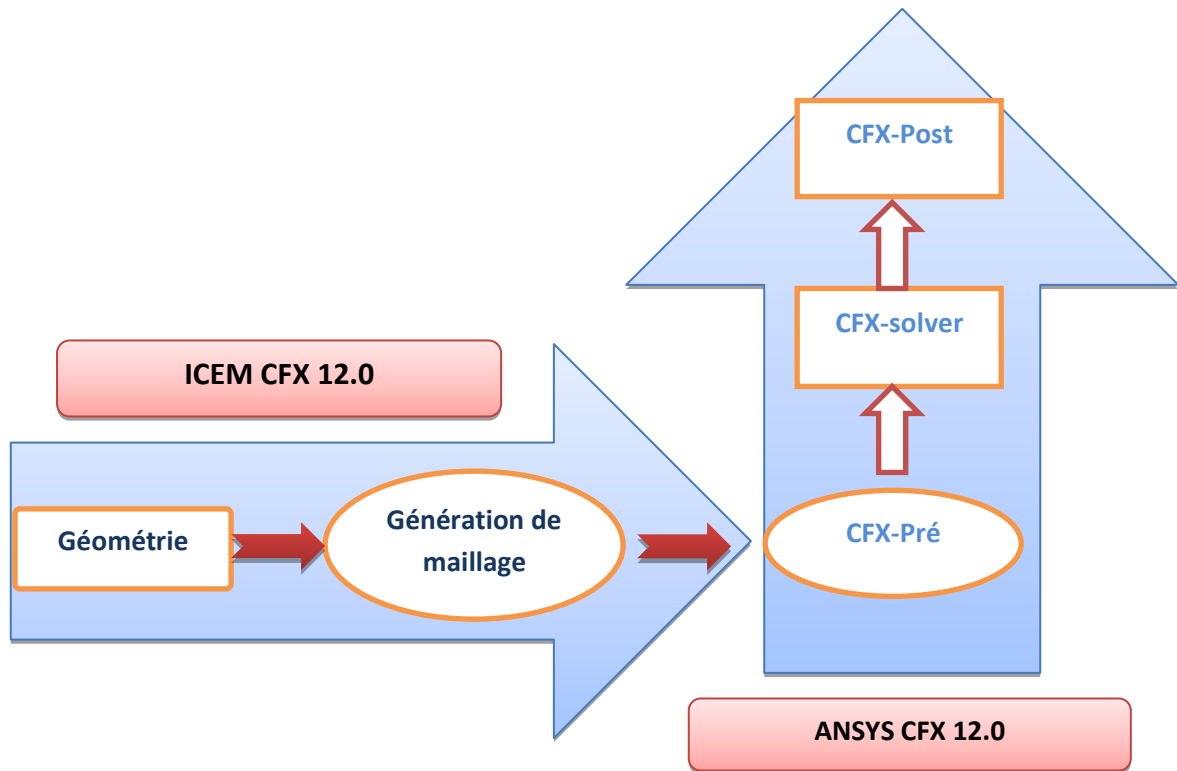 ICEM CFX 12.0
Géométrie
Génération de
maillage
CFX-Post
CFX-solver
CFX-Pré
ANSYS CFX 12.0